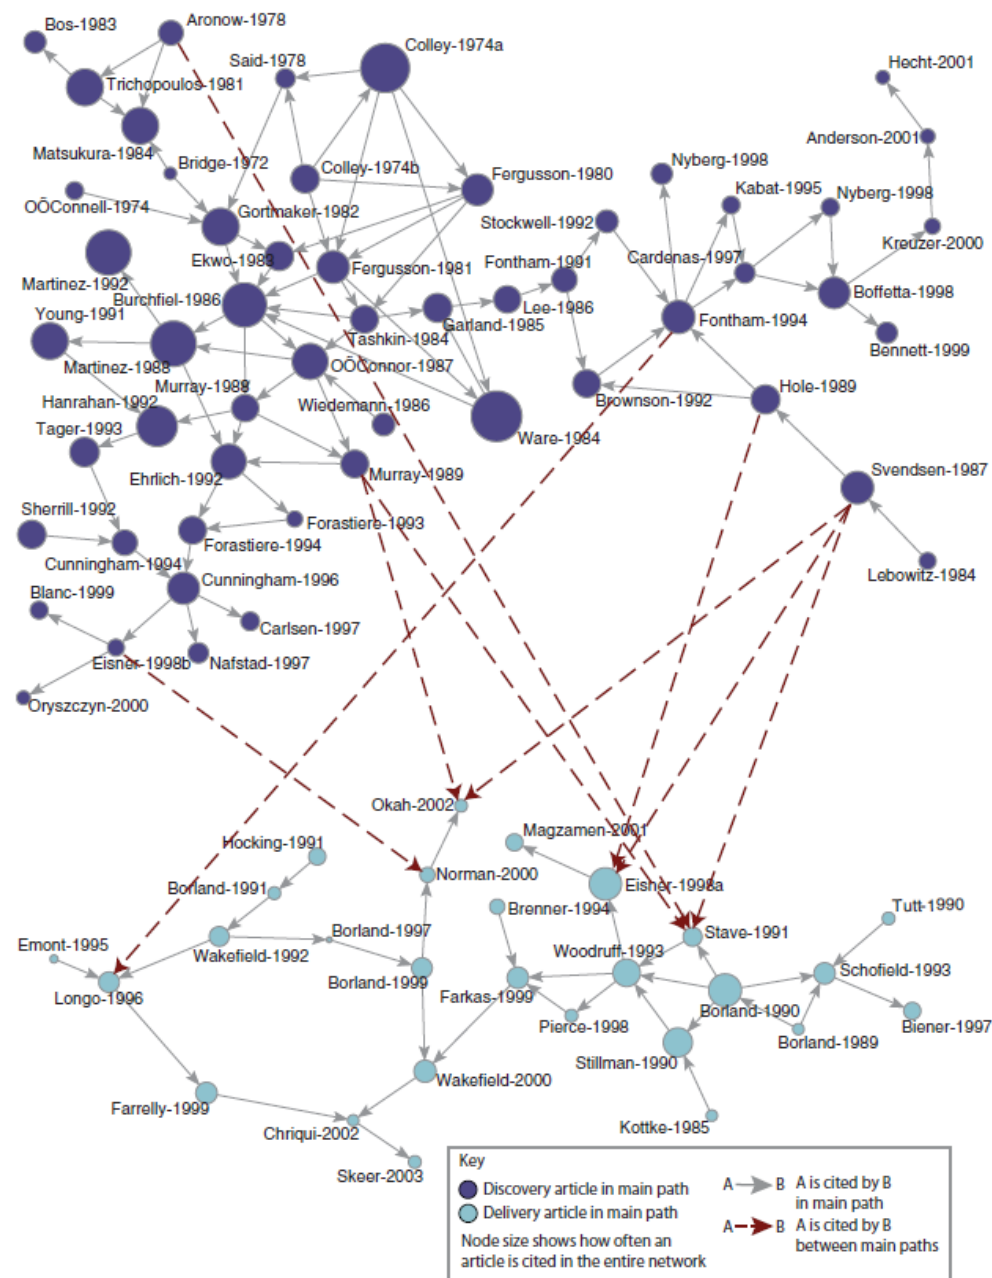 Bos-1983
Aronow-1978
Colley-1974a
Said-1978
Hecht-2001
Trichopoulos-1981
Anderson-2001
Matsukura-1984
Bridge-1972
Colley-1974b
Fergusson-1980
Nyberg-1998
Kabat-1995
Nyberg-1998
OÕConnell-1974
Gortmaker-1982
Stockwell-1992
Kreuzer-2000
Ekwo-1983
Fergusson-1981
Fontham-1991
Cardenas-1997
Martinez-1992
Burchfiel-1986
Lee-1986
Boffetta-1998
Young-1991
Garland-1985
Fontham-1994
Tashkin-1984
Bennett-1999
Martinez-1988
OÕConnor-1987
Murray-1988
Hole-1989
Hanrahan-1992
Wiedemann-1986
Brownson-1992
Tager-1993
Ware-1984
Ehrlich-1992
Murray-1989
Svendsen-1987
Sherrill-1992
Forastiere-1993
Forastiere-1994
Cunningham-1994
Lebowitz-1984
Cunningham-1996
Blanc-1999
Carlsen-1997
Eisner-1998b
Nafstad-1997
Oryszczyn-2000
Okah-2002
Magzamen-2001
Hocking-1991
Norman-2000
Eisner-1998a
Borland-1991
Brenner-1994
Tutt-1990
Borland-1997
Stave-1991
Emont-1995
Wakefield-1992
Woodruff-1993
Schofield-1993
Borland-1999
Longo-1996
Farkas-1999
Borland-1990
Pierce-1998
Biener-1997
Borland-1989
Stillman-1990
Wakefield-2000
Farrelly-1999
Kottke-1985
Chriqui-2002
Skeer-2003
Key
Discovery article in main path
Delivery article in main path
Node size shows how often an
article is cited in the entire network
A B A is cited by B
in main path
A B A is cited by B
between main paths